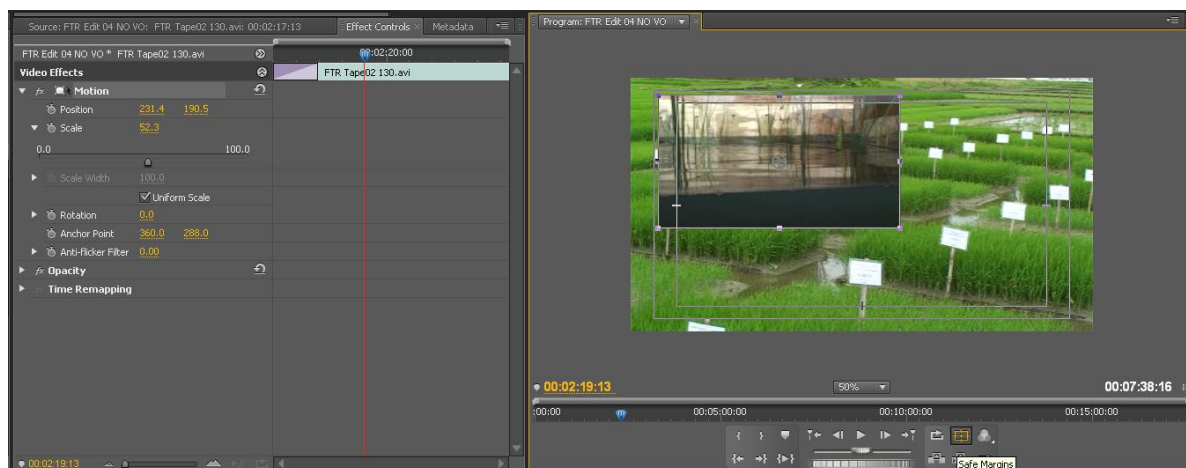 Source: FTR Edit 04 NO VO: FTR Tape02 130.avi: 00:02:17:13
Effect Controls
Metadata
FTR Edit 04 NO VO * FTR Tape02 130.avi
00:02:20:00
Video Effects
FTR Tape02 130.avi
fx Motion
Position 231.4 190.5
Scale 52.3
0.0 100.0
Scale Width 100.0
Uniform Scale
Rotation 0.0
Anchor Point 360.0 288.0
Anti-flicker Filter 0.00
fx Opacity
Time Remapping
00:02:19:13
Program: FTR Edit 04 NO VO
00:02:19:13
50%
00:07:38:16
:00:00 00:05:00:00 00:10:00:00 00:15:00:00
Safe Margins